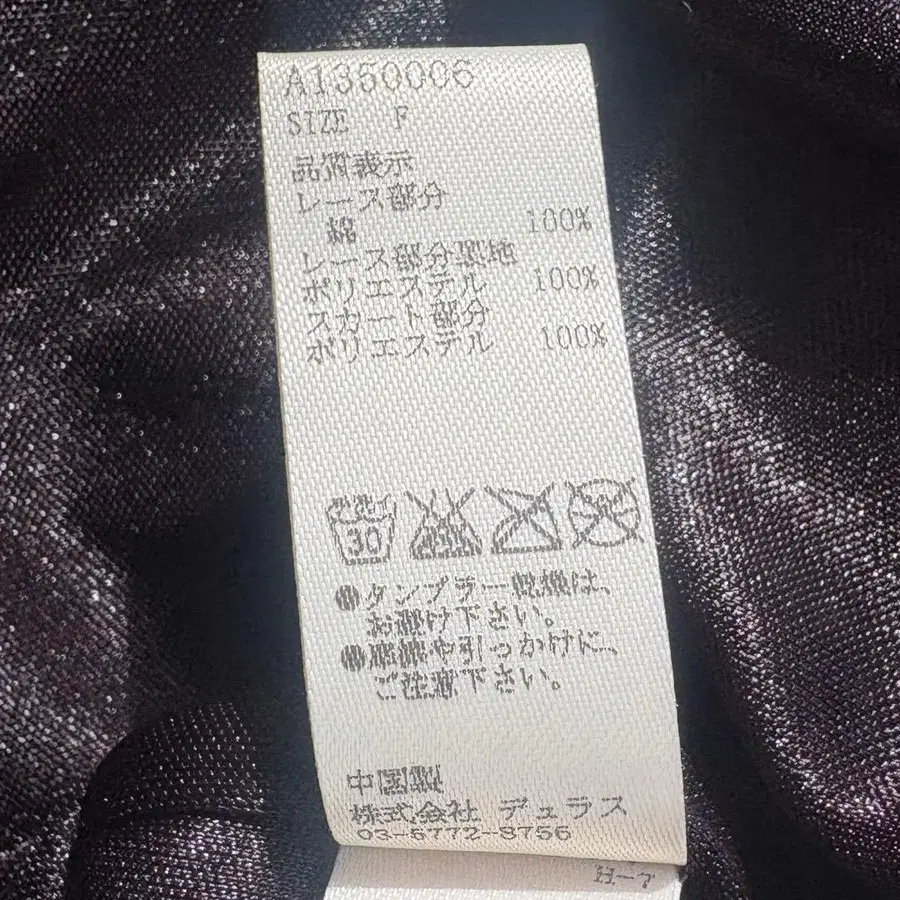 A1350006
SIZE F
品質表示
レース部分
綿 100%
レース部分裏地
ポリエステル 100%
スカート部分
ポリエステル 100%
手洗イ
30
●タンブラー乾燥は、
お避け下さい。
●摩擦や引っかけに、
ご注意下さい。
中国製
株式会社 デュラス
03-5772-8756